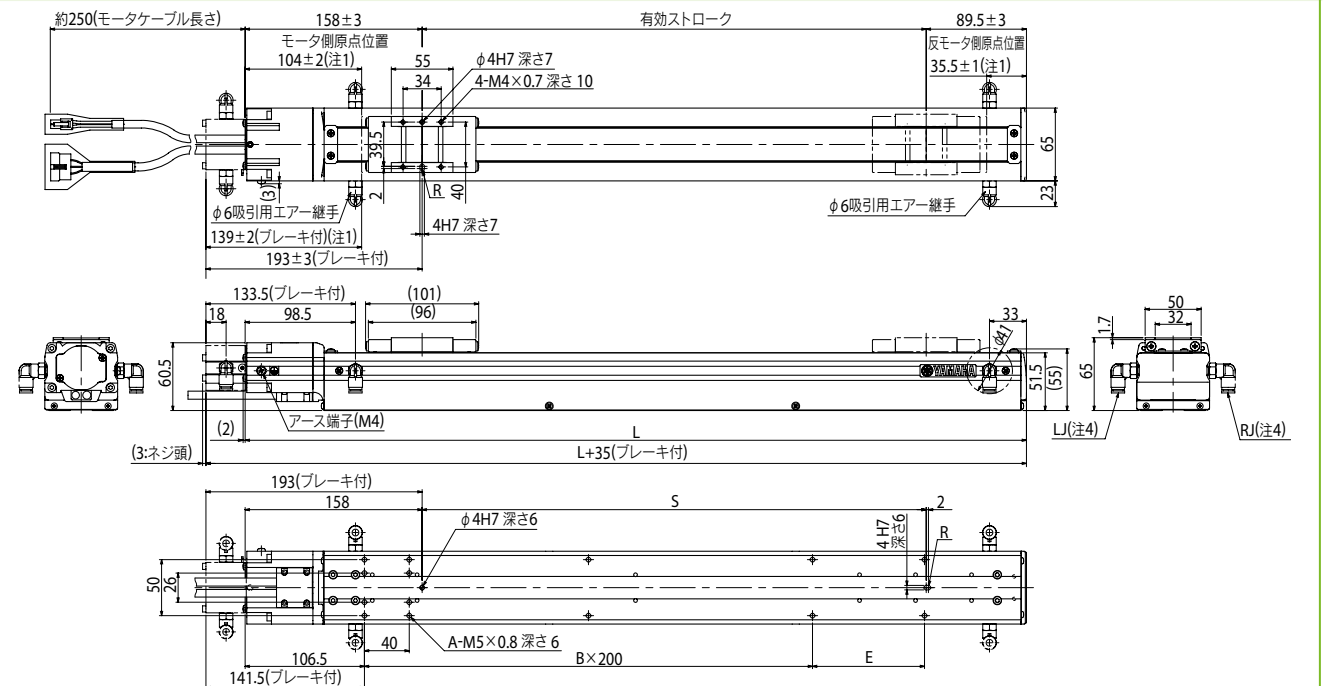 約250(モータケーブル長さ)
158±3
有効ストローク
89.5±3
モータ側原点位置
反モータ側原点位置
104±2(注1)
55
φ4H7 深さ7
35.5±1(注1)
34
4-M4×0.7 深さ10
39.5
65
(3)
2
R
40
23
φ6吸引用エアー継手
φ6吸引用エアー継手
139±2(ブレーキ付)(注1)
4H7 深さ7
193±3(ブレーキ付)
133.5(ブレーキ付)
(101)
(96)
18
98.5
33
50
32
1.7
φ41
60.5
YAMAHA
51.5
(55)
65
アース端子(M4)
(2)
L
LJ(注4)
RJ(注4)
(3:ネジ頭)
L+35(ブレーキ付)
193(ブレーキ付)
158
S
2
φ4H7 深さ6
4 H7
深さ6
R
50
26
40
A-M5×0.8 深さ6
106.5
B×200
E
141.5(ブレーキ付)